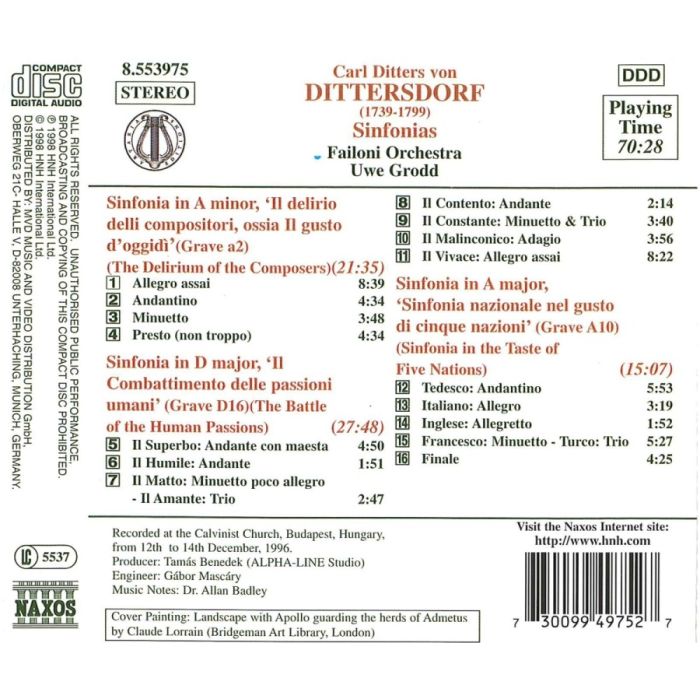 COMPACT
disc
DIGITAL AUDIO
8.553975
STEREO
Carl Ditters von
DITTERSDORF
(1739-1799)
Sinfonias
Failoni Orchestra
Uwe Grodd
DDD
Playing
Time
70:28
ALL RIGHTS RESERVED. UNAUTHORISED PUBLIC PERFORMANCE,
BROADCASTING AND COPYING OF THIS COMPACT DISC PROHIBITED.
℗ 1998 HNH International Ltd.
© 1998 HNH International Ltd.
DISTRIBUTED BY: MVD MUSIC AND VIDEO DISTRIBUTION GmbH,
OBERWEG 21C- HALLE V, D-82008 UNTERHACHING, MUNICH, GERMANY.
Sinfonia in A minor, ‘Il delirio
delli compositori, ossia Il gusto
d’oggidì’(Grave a2)
(The Delirium of the Composers)(21:35)
1 Allegro assai 8:39
2 Andantino 4:34
3 Minuetto 3:48
4 Presto (non troppo) 4:34
Sinfonia in D major, ‘Il
Combattimento delle passioni
umani’ (Grave D16)(The Battle
of the Human Passions) (27:48)
5 Il Superbo: Andante con maesta 4:50
6 Il Humile: Andante 1:51
7 Il Matto: Minuetto poco allegro
- Il Amante: Trio 2:47
8 Il Contento: Andante 2:14
9 Il Constante: Minuetto & Trio 3:40
10 Il Malinconico: Adagio 3:56
11 Il Vivace: Allegro assai 8:22
Sinfonia in A major,
‘Sinfonia nazionale nel gusto
di cinque nazioni’ (Grave A10)
(Sinfonia in the Taste of
Five Nations) (15:07)
12 Tedesco: Andantino 5:53
13 Italiano: Allegro 3:19
14 Inglese: Allegretto 1:52
15 Francesco: Minuetto - Turco: Trio 5:27
16 Finale 4:25
LC 5537
NAXOS
Recorded at the Calvinist Church, Budapest, Hungary,
from 12th to 14th December, 1996.
Producer: Tamás Benedek (ALPHA-LINE Studio)
Engineer: Gábor Mascáry
Music Notes: Dr. Allan Badley
Cover Painting: Landscape with Apollo guarding the herds of Admetus
by Claude Lorrain (Bridgeman Art Library, London)
Visit the Naxos Internet site:
http://www.hnh.com
7 30099 49752 7